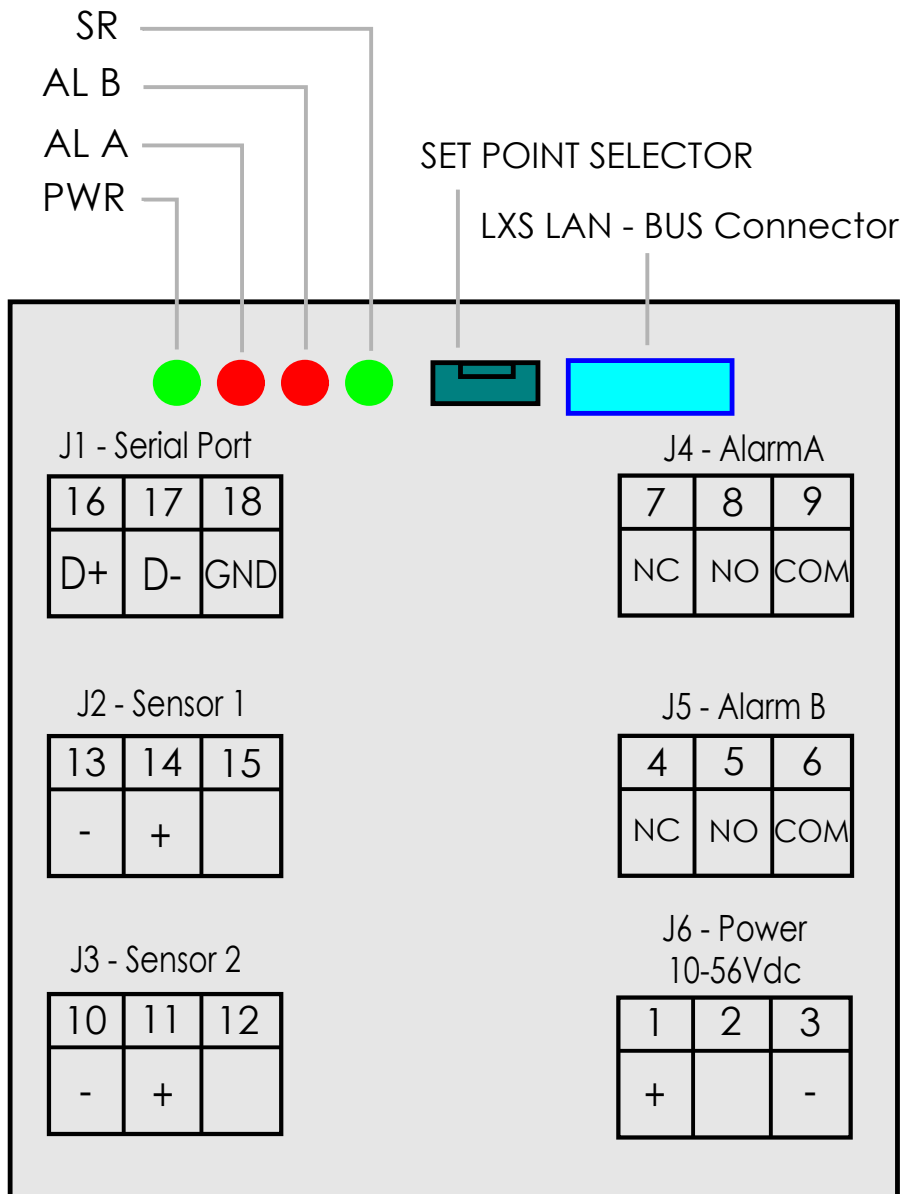 SR
AL B
AL A
PWR
SET POINT SELECTOR
LXS LAN - BUS Connector
J1 - Serial Port
16 17 18
D+ D- GND
J4 - AlarmA
7 8 9
NC NO COM
J2 - Sensor 1
13 14 15
- +
J5 - Alarm B
4 5 6
NC NO COM
J3 - Sensor 2
10 11 12
- +
J6 - Power
10-56Vdc
1 2 3
+ -